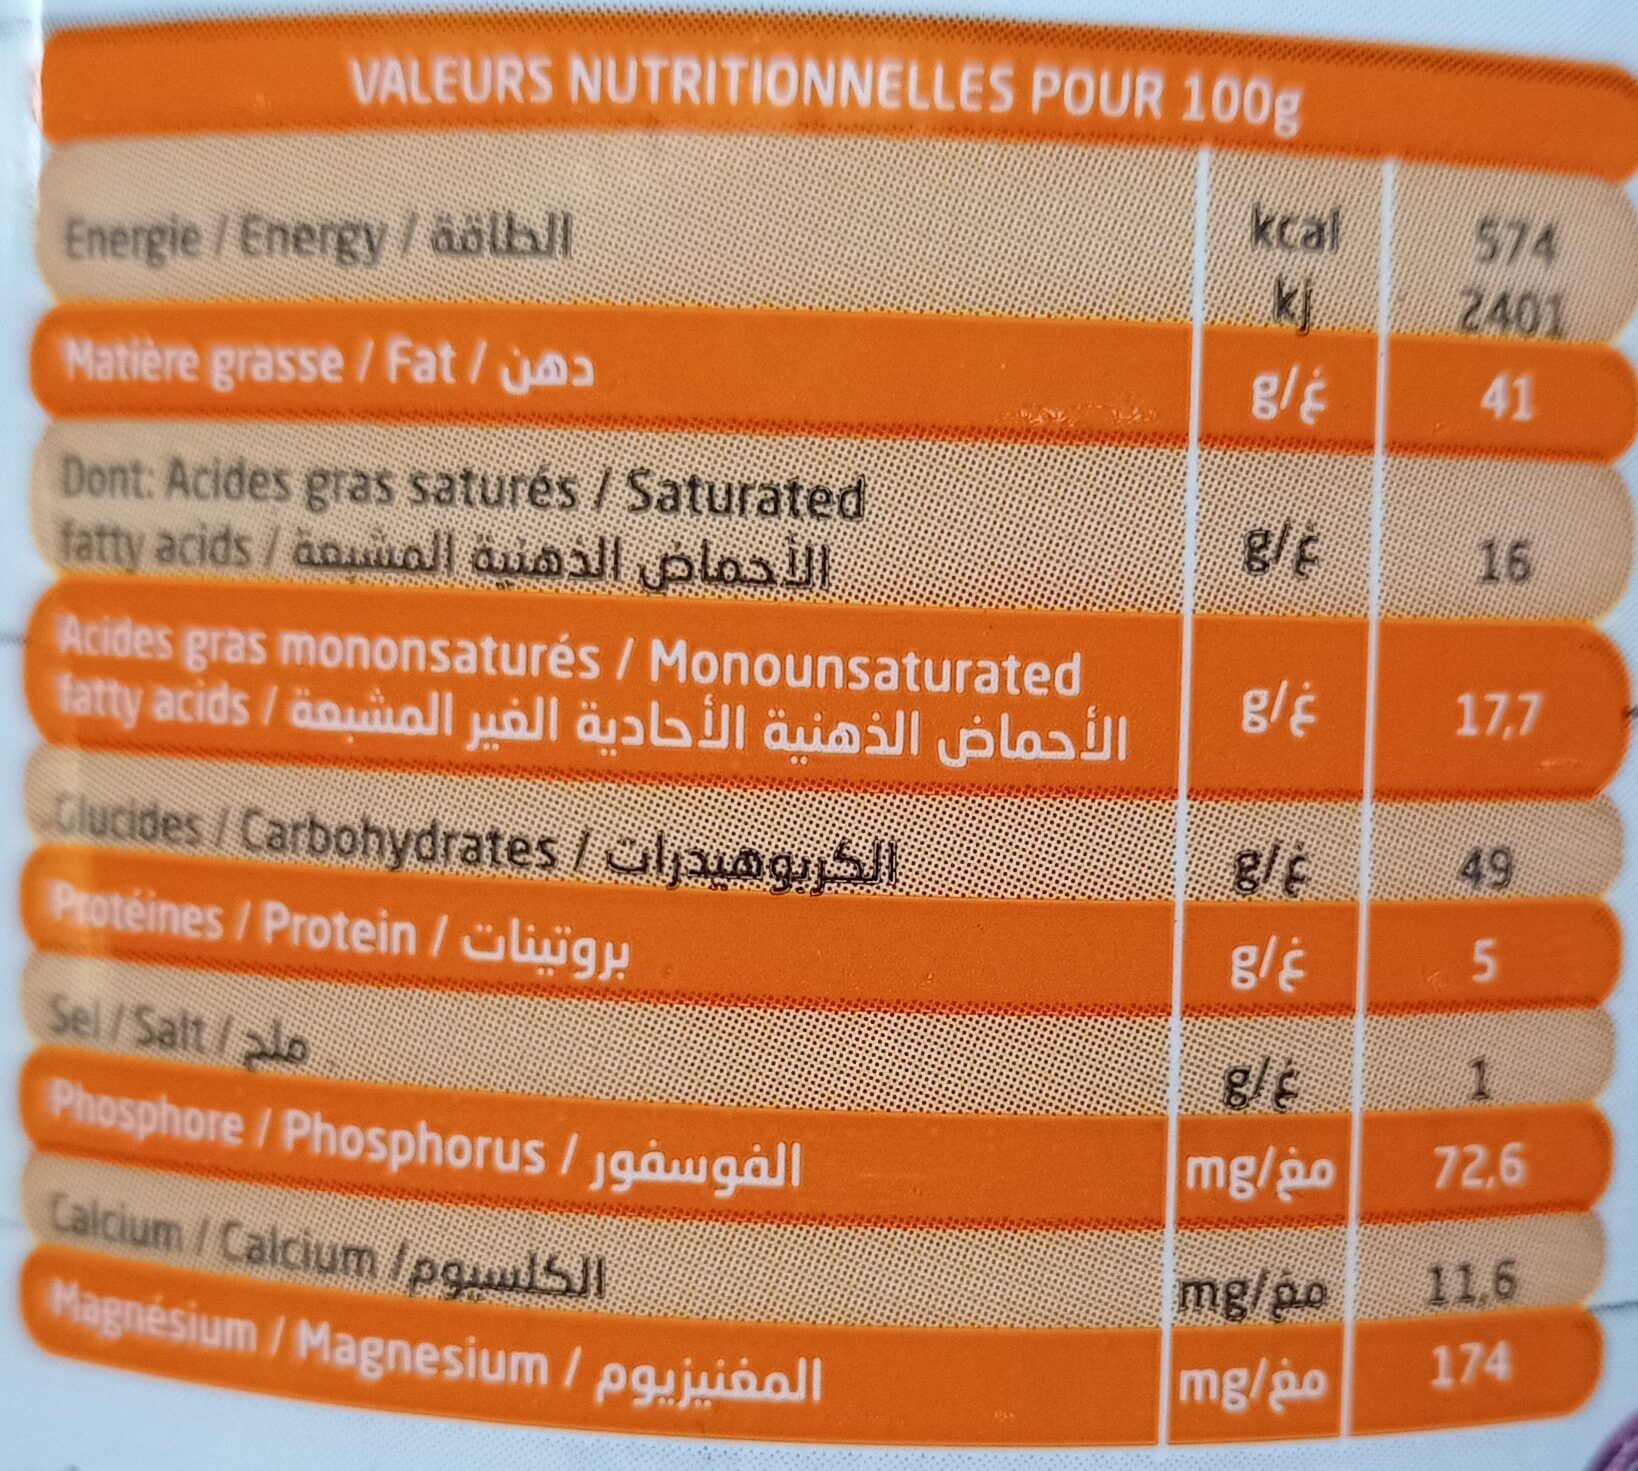 VALEURS NUTRITIONNELLES POUR 100g
Energie / Energy / الطاقة kcal 574
kj 2401
Matière grasse / Fat / دهن g/غ 41
Dont: Acides gras saturés / Saturated
fatty acids / الأحماض الذهنية المشبعة g/غ 16
Acides gras mononsaturés / Monounsaturated
fatty acids / الأحماض الذهنية الأحادية الغير المشبعة g/غ 17,7
Glucides / Carbohydrates / الكربوهيدرات g/غ 49
Protéines / Protein / بروتينات g/غ 5
Sel / Salt / ملح g/غ 1
Phosphore / Phosphorus / الفوسفور mg/مغ 72,6
Calcium / Calcium /الكلسيوم mg/مغ 11,6
Magnésium / Magnesium / المغنيزيوم mg/مغ 174